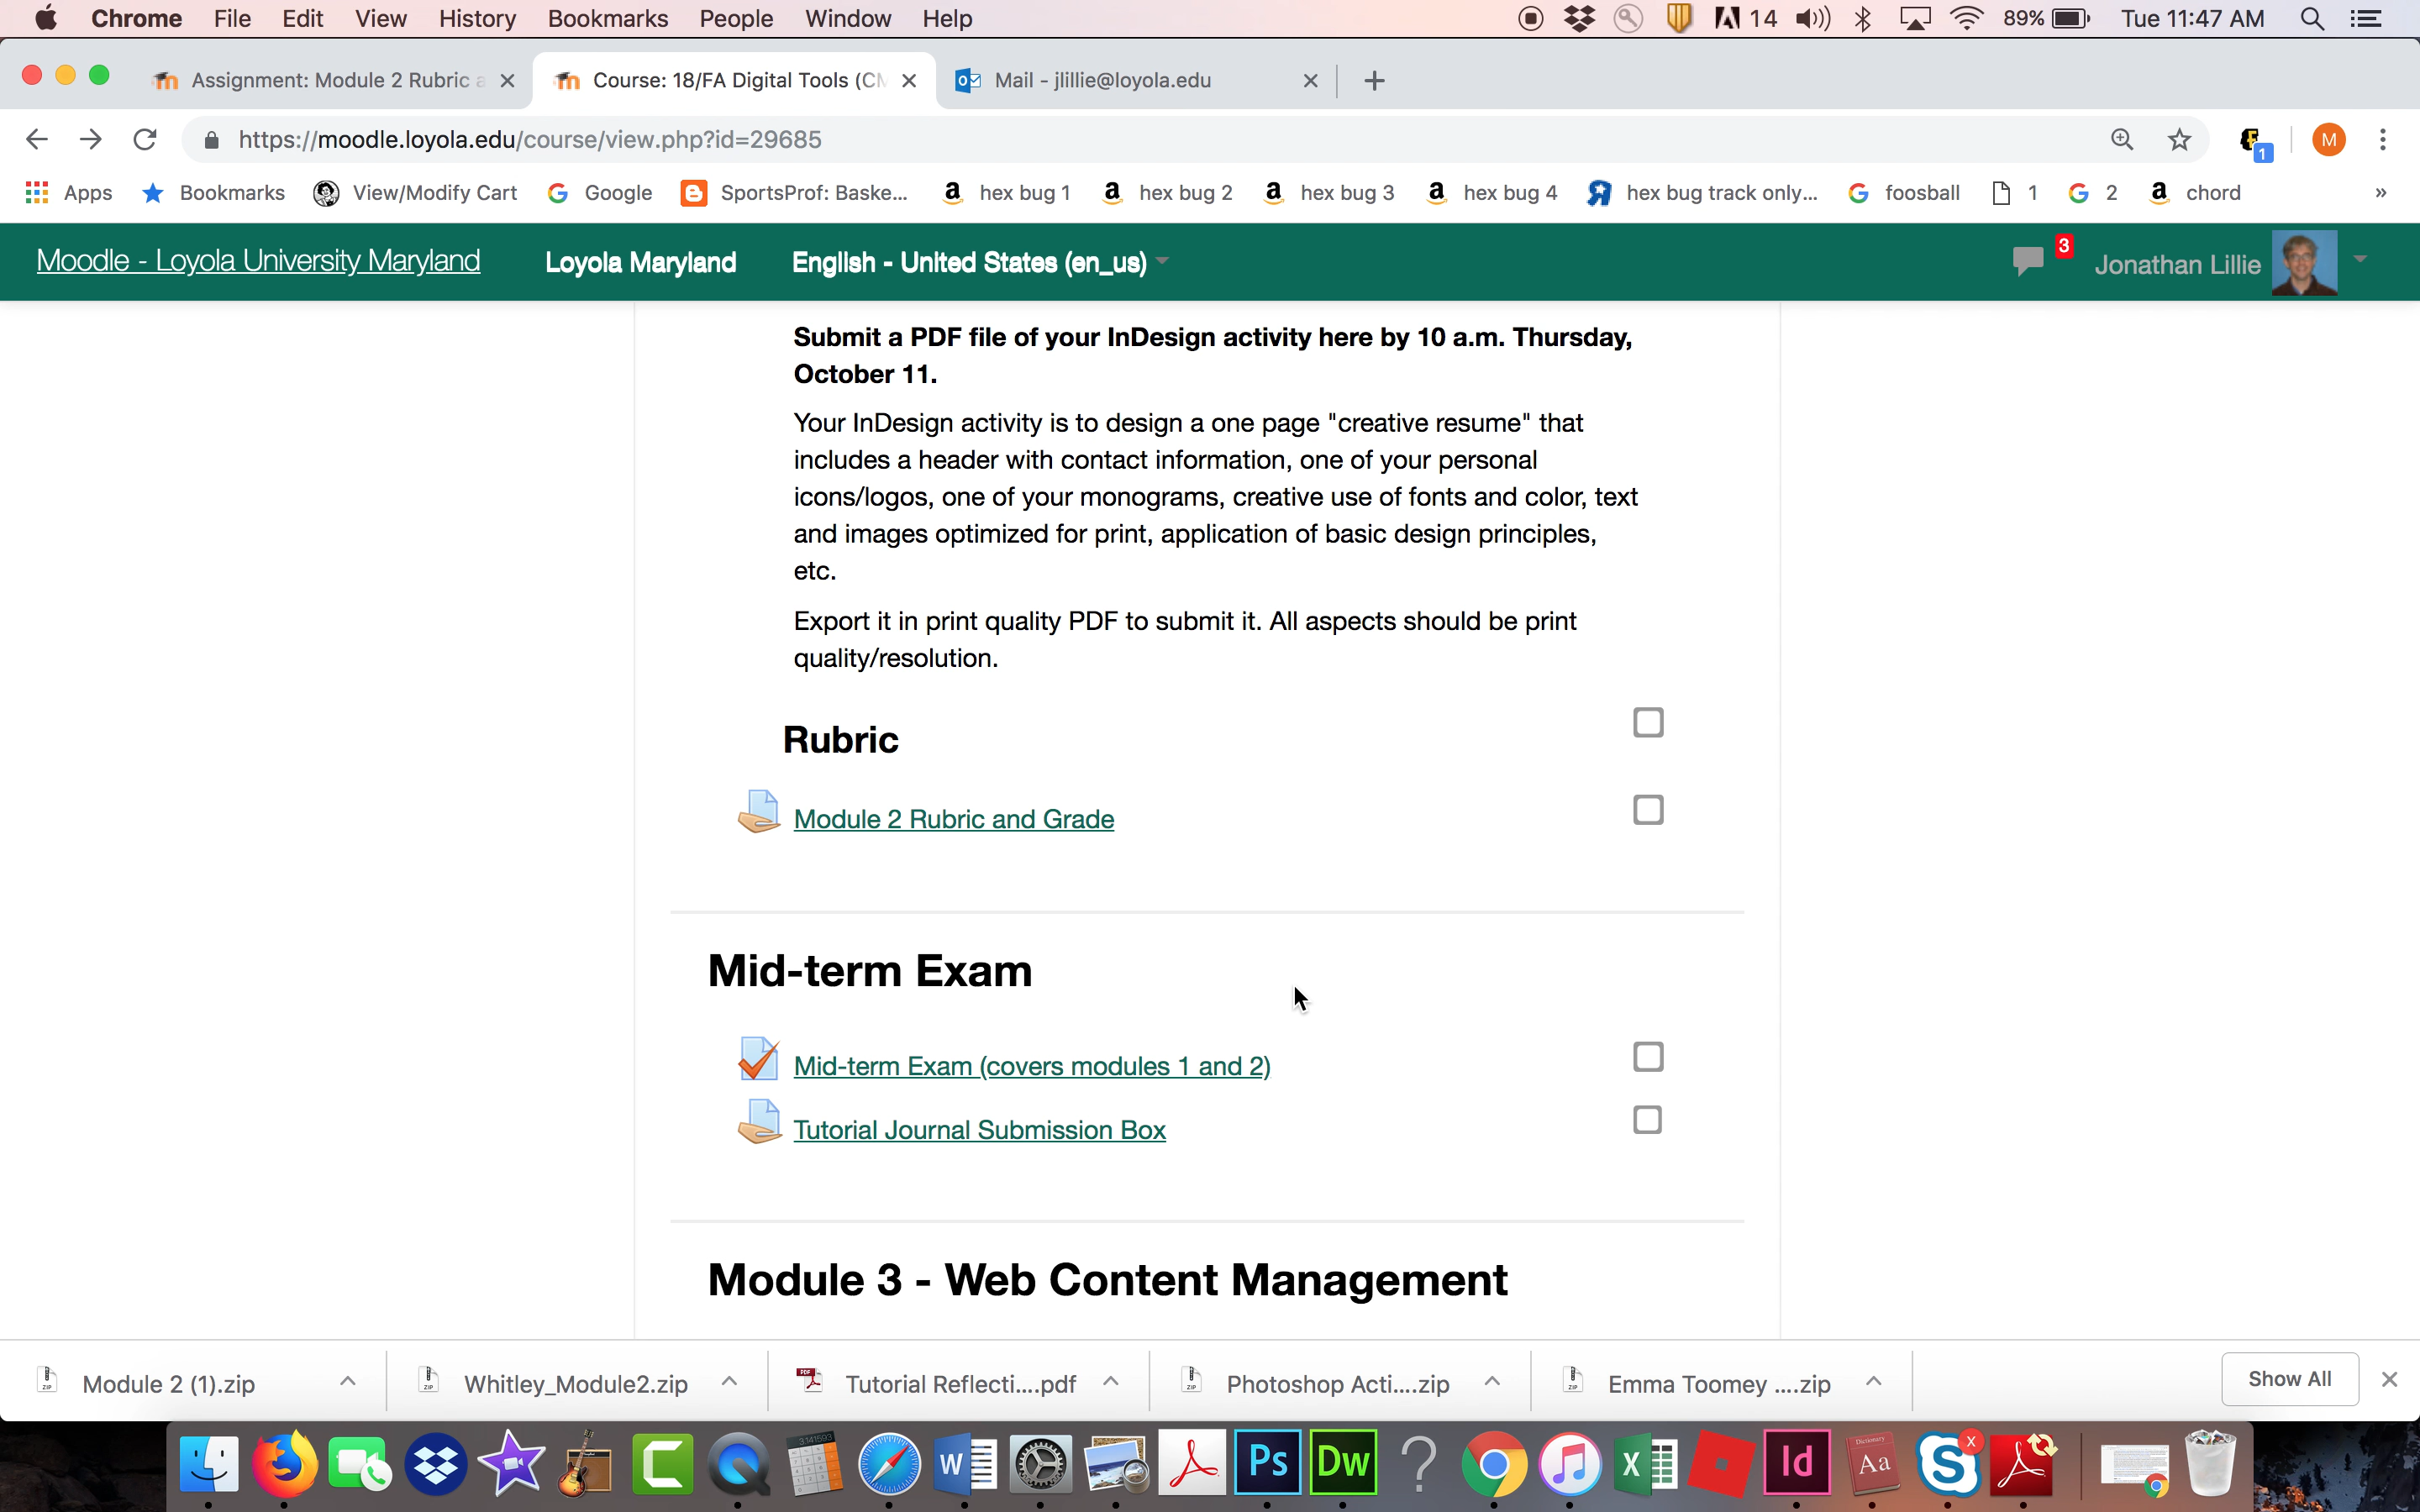 Chrome File Edit View History Bookmarks People Window Help 14 89% Tue 11:47 AM
Assignment: Module 2 Rubric a Course: 18/FA Digital Tools (CM Mail - jlillie@loyola.edu
https://moodle.loyola.edu/course/view.php?id=29685 1 M
Apps Bookmarks View/Modify Cart Google SportsProf: Baske... hex bug 1 hex bug 2 hex bug 3 hex bug 4 hex bug track only... foosball 1 2 chord »
Moodle - Loyola University Maryland Loyola Maryland English - United States (en_us) 3 Jonathan Lillie
Submit a PDF file of your InDesign activity here by 10 a.m. Thursday,
October 11.
Your InDesign activity is to design a one page "creative resume" that
includes a header with contact information, one of your personal
icons/logos, one of your monograms, creative use of fonts and color, text
and images optimized for print, application of basic design principles,
etc.
Export it in print quality PDF to submit it. All aspects should be print
quality/resolution.
Rubric
Module 2 Rubric and Grade
Mid-term Exam
Mid-term Exam (covers modules 1 and 2)
Tutorial Journal Submission Box
Module 3 - Web Content Management
Module 2 (1).zip Whitley_Module2.zip Tutorial Reflecti....pdf Photoshop Acti....zip Emma Toomey ....zip Show All
3.141593 W Ps Dw ? X Id Dictionary Aa S